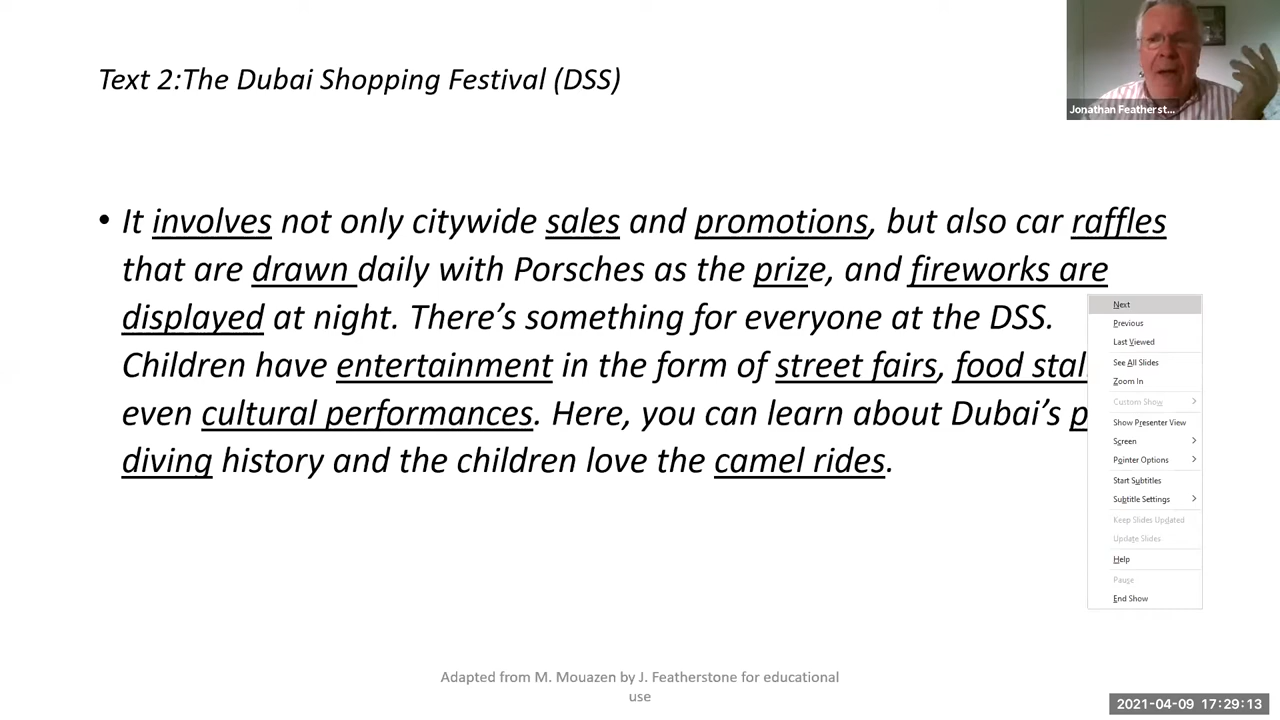 Text 2:The Dubai Shopping Festival (DSS)
Jonathan Featherst...
• It involves not only citywide sales and promotions, but also car raffles
that are drawn daily with Porsches as the prize, and fireworks are
displayed at night. There's something for everyone at the DSS.
Children have entertainment in the form of street fairs, food
even cultural performances. Here, you can learn about Dubai's
diving history and the children love the camel rides.
Next
Previous
Last Viewed
See All Slides
Zoom In
Custom Show
Show Presenter View
Screen
Pointer Options
Start Subtitles
Subtitle Settings
Keep Slides Updated
Update Slides
Help
Pause
End Show
Adapted from M. Mouazen by J. Featherstone for educational
use
2021-04-09 17:29:13